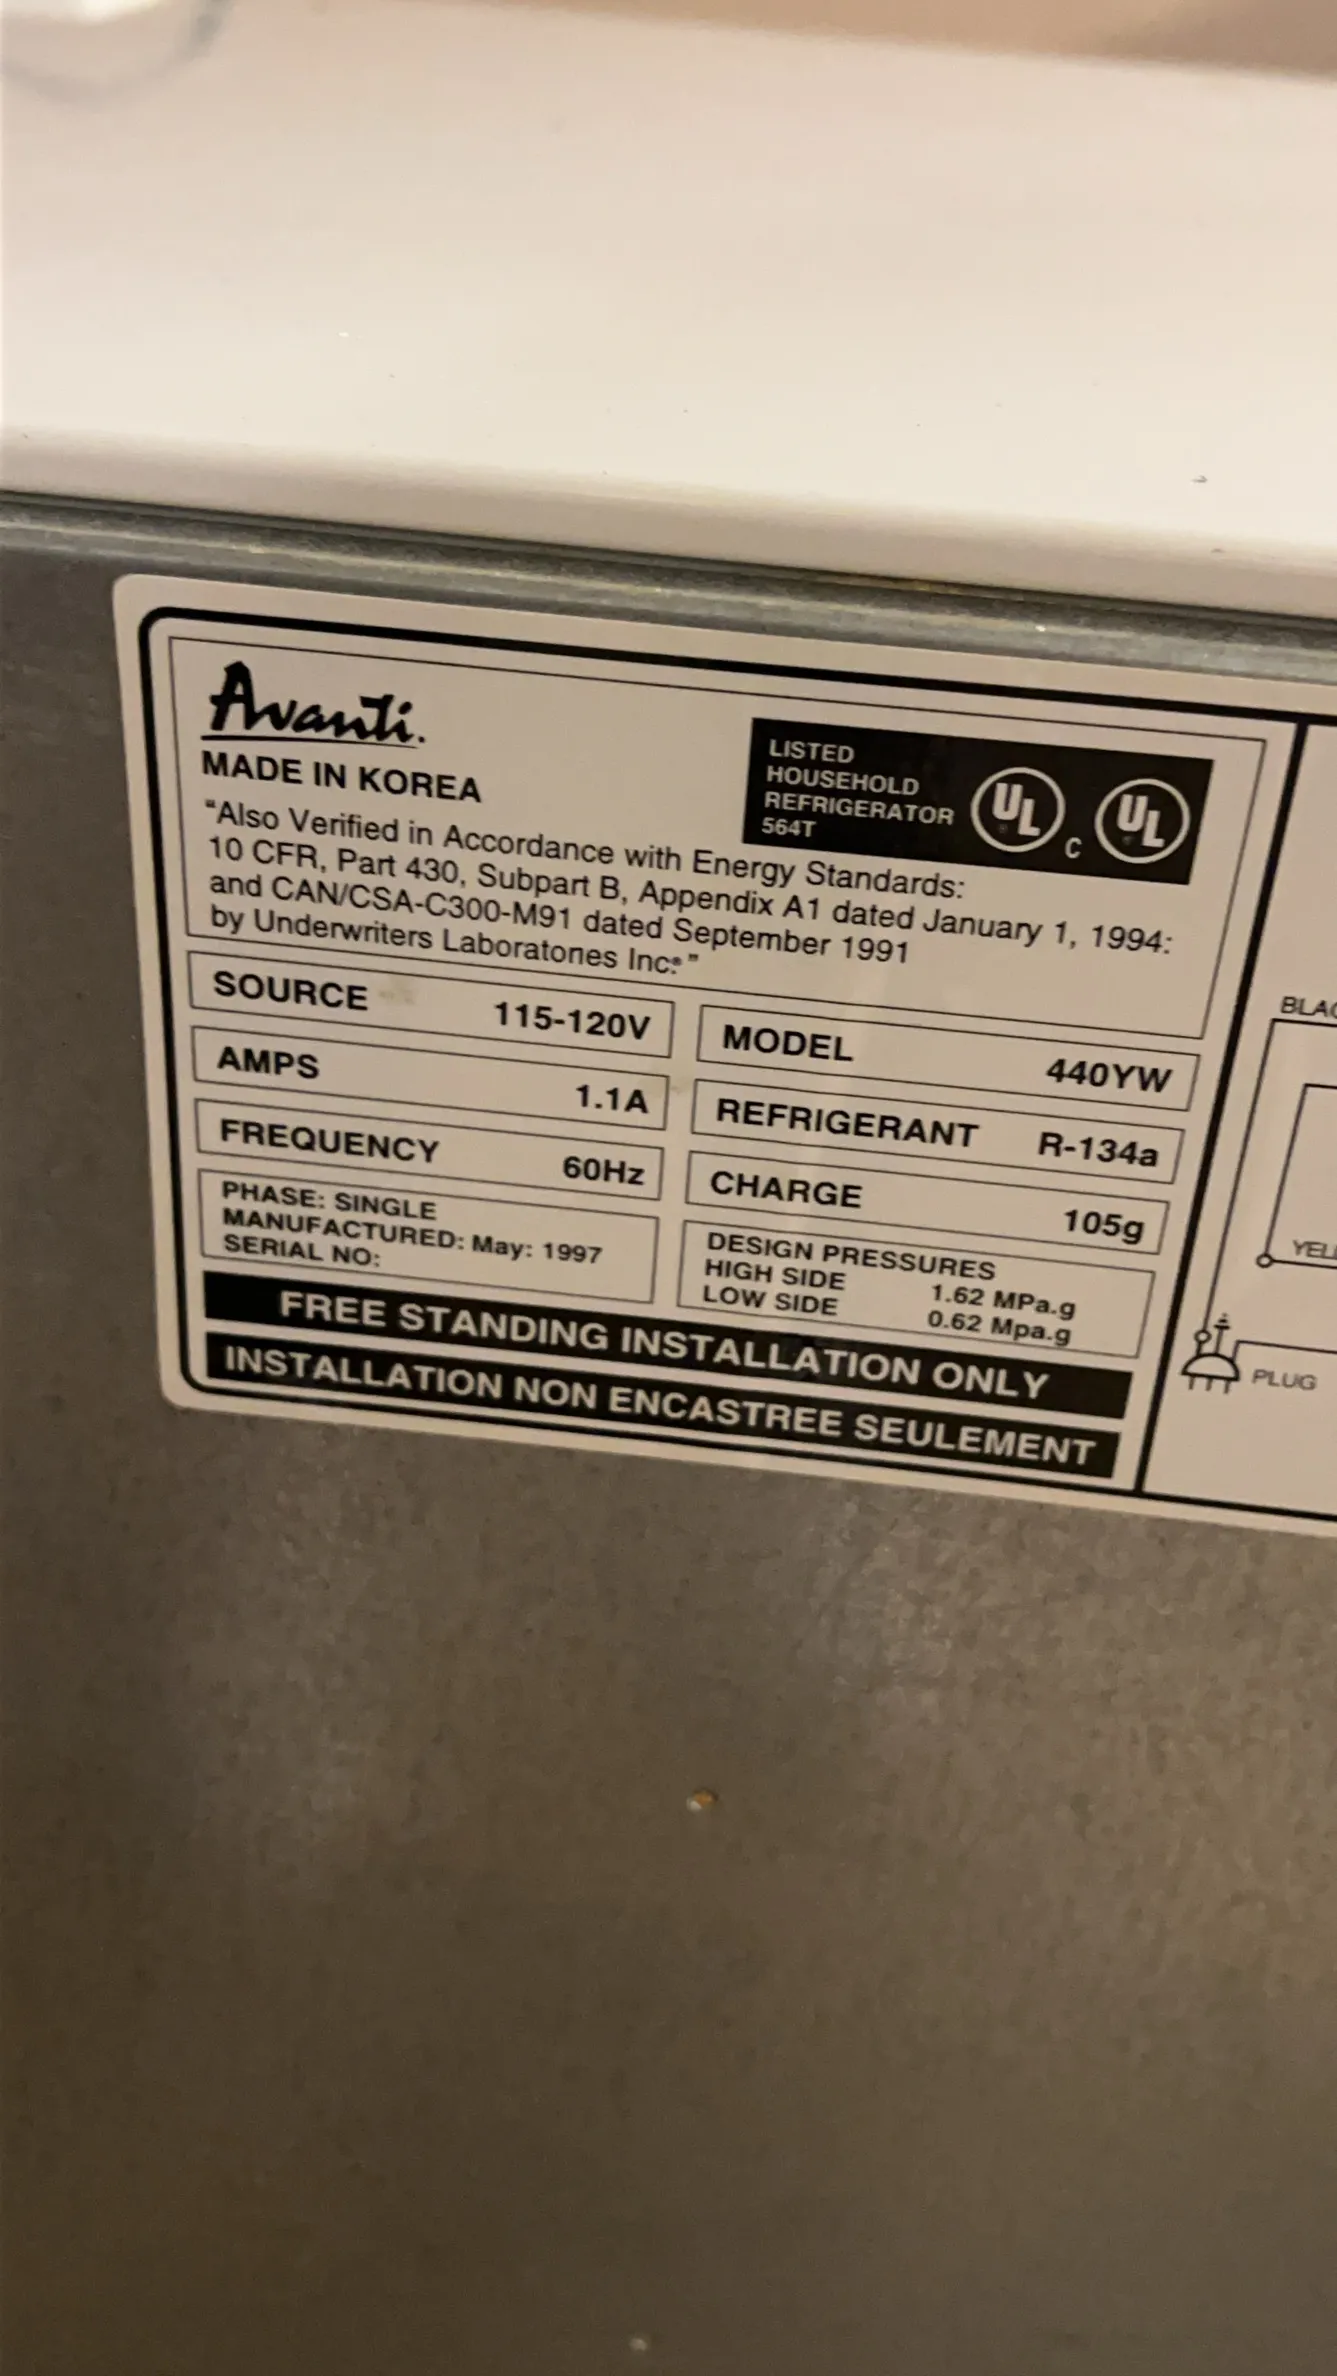 Avanti.
MADE IN KOREA
LISTED
HOUSEHOLD
REFRIGERATOR
564T
UL
C UL
"Also Verified in Accordance with Energy Standards:
10 CFR, Part 430, Subpart B, Appendix A1 dated January 1, 1994:
and CAN/CSA-C300-M91 dated September 1991
by Underwriters Laboratones Inc.®"
SOURCE 115-120V
AMPS 1.1A
FREQUENCY 60Hz
PHASE: SINGLE
MANUFACTURED: May: 1997
SERIAL NO:
MODEL 440YW
REFRIGERANT R-134a
CHARGE 105g
DESIGN PRESSURES
HIGH SIDE 1.62 MPa.g
LOW SIDE 0.62 Mpa.g
FREE STANDING INSTALLATION ONLY
INSTALLATION NON ENCASTREE SEULEMENT
PLUG